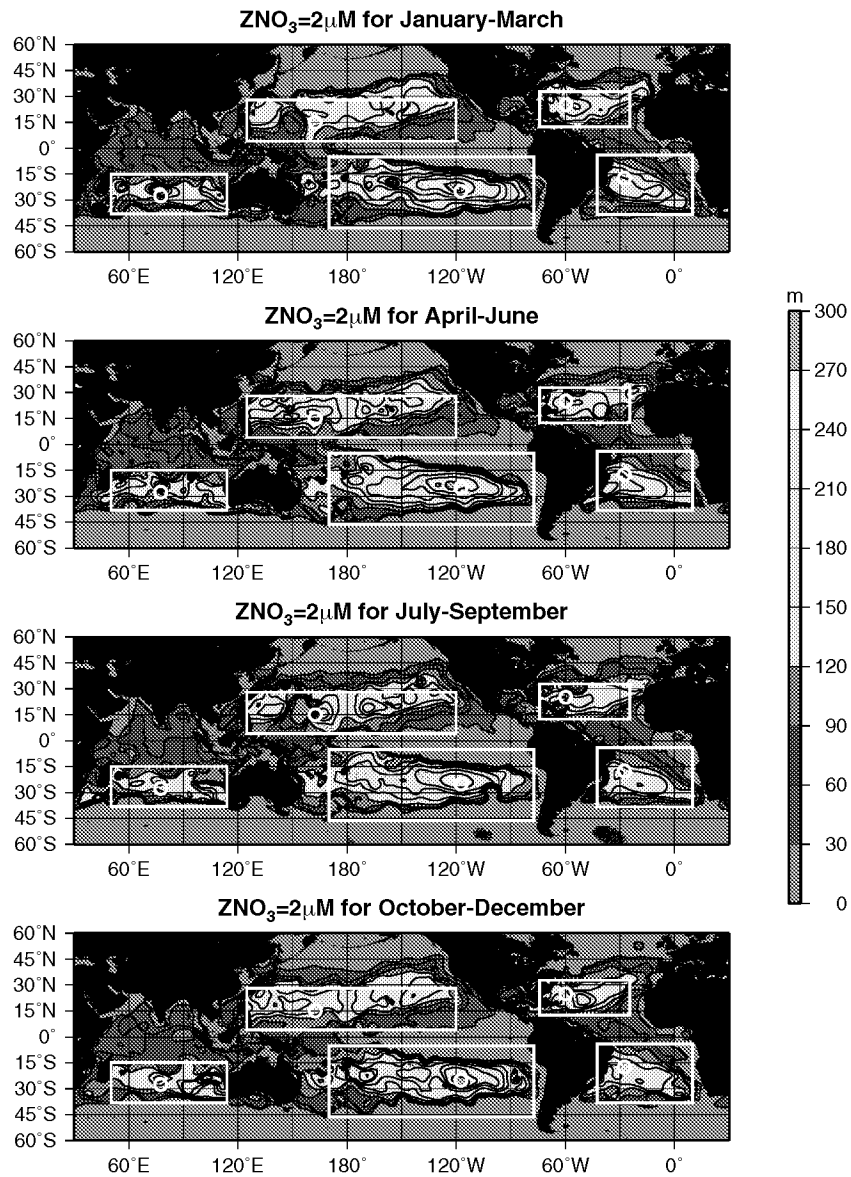 ZNO₃=2μM for January-March
60˚N
45˚N
30˚N
15˚N
0˚
15˚S
30˚S
45˚S
60˚S
60˚E 120˚E 180˚ 120˚W 60˚W 0˚
ZNO₃=2μM for April-June
60˚N
45˚N
30˚N
15˚N
0˚
15˚S
30˚S
45˚S
60˚S
60˚E 120˚E 180˚ 120˚W 60˚W 0˚
m
300
270
240
210
180
150
120
90
60
30
0
ZNO₃=2μM for July-September
60˚N
45˚N
30˚N
15˚N
0˚
15˚S
30˚S
45˚S
60˚S
60˚E 120˚E 180˚ 120˚W 60˚W 0˚
ZNO₃=2μM for October-December
60˚N
45˚N
30˚N
15˚N
0˚
15˚S
30˚S
45˚S
60˚S
60˚E 120˚E 180˚ 120˚W 60˚W 0˚